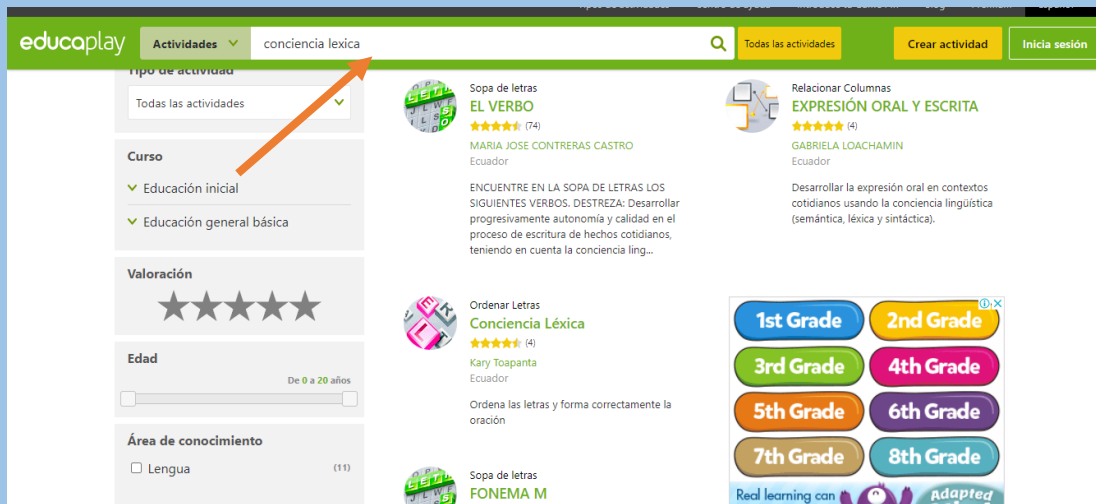 educaplay
Actividades
conciencia lexica
Todas las actividades
Crear actividad
Inicia sesión
Tipo de actividad
Todas las actividades
Curso
Educación inicial
Educación general básica
Valoración
Edad
De 0 a 20 años
Área de conocimiento
Lengua (11)
Sopa de letras
EL VERBO
(74)
MARIA JOSE CONTRERAS CASTRO
Ecuador
ENCUENTRE EN LA SOPA DE LETRAS LOS
SIGUIENTES VERBOS. DESTREZA: Desarrollar
progresivamente autonomía y calidad en el
proceso de escritura de hechos cotidianos,
teniendo en cuenta la conciencia ling...
Relacionar Columnas
EXPRESIÓN ORAL Y ESCRITA
(4)
GABRIELA LOACHAMIN
Ecuador
Desarrollar la expresión oral en contextos
cotidianos usando la conciencia lingüística
(semántica, léxica y sintáctica).
Ordenar Letras
Conciencia Léxica
(4)
Kary Toapanta
Ecuador
Ordena las letras y forma correctamente la
oración
Sopa de letras
FONEMA M
1st Grade
2nd Grade
3rd Grade
4th Grade
5th Grade
6th Grade
7th Grade
8th Grade
Real learning can
Adapted